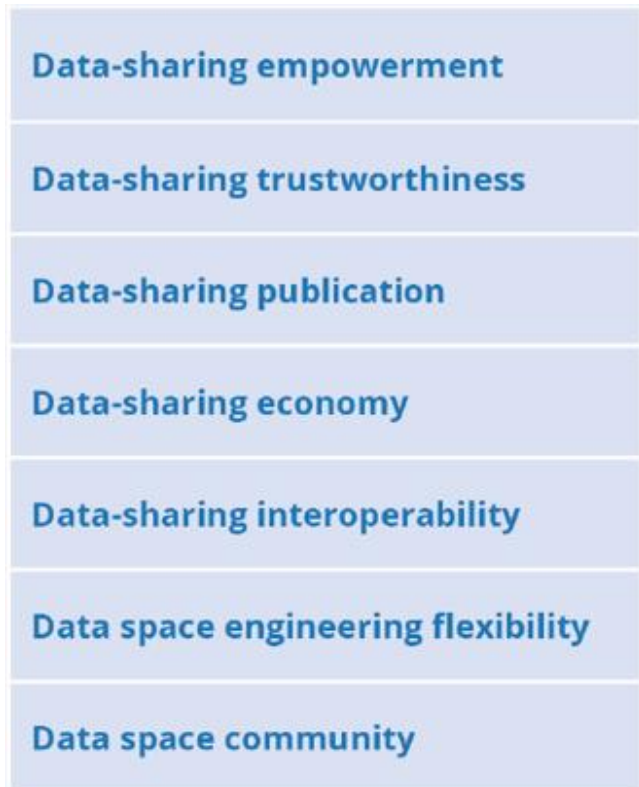 Data-sharing empowerment
Data-sharing trustworthiness
Data-sharing publication
Data-sharing economy
Data-sharing interoperability
Data space engineering flexibility
Data space community